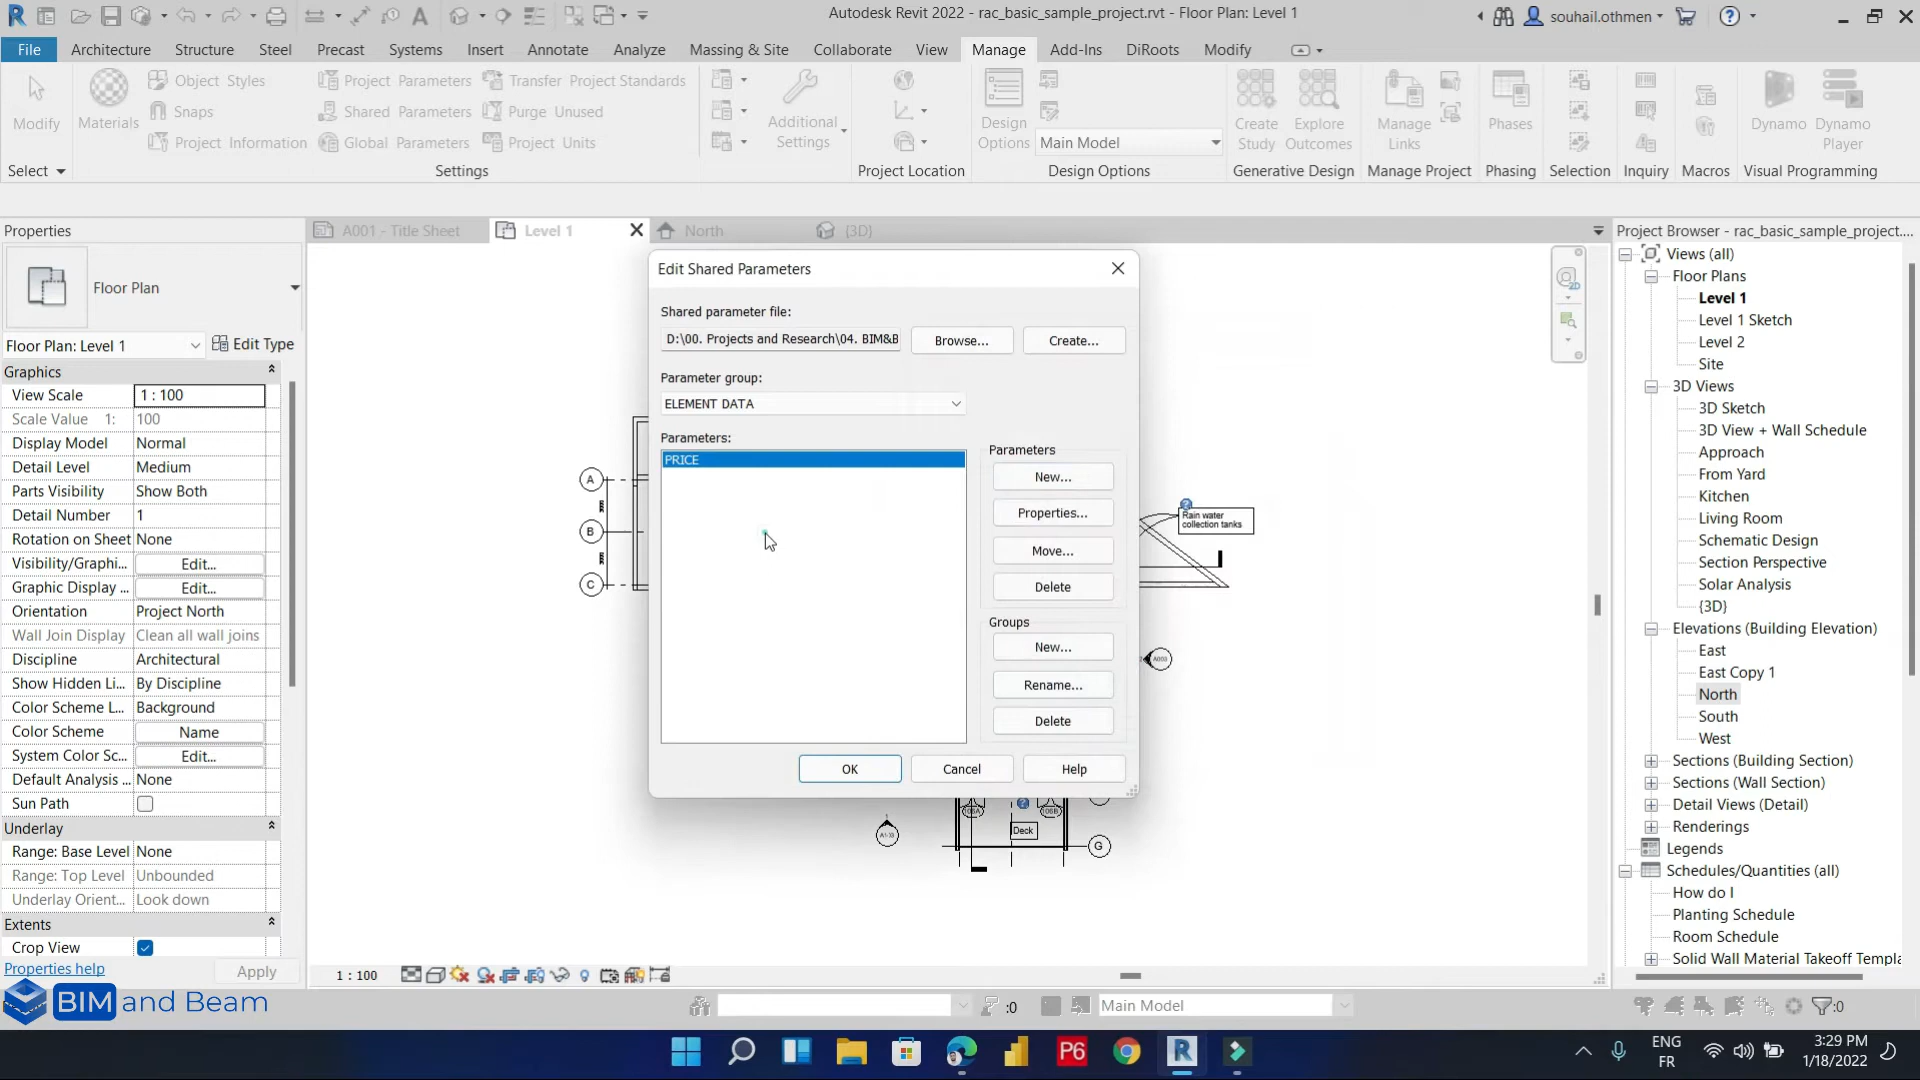 Autodesk Revit 2022 - rac_basic_sample_project.rvt - Floor Plan: Level 1
souhail.othmen
File Architecture Structure Steel Precast Systems Insert Annotate Analyze Massing & Site Collaborate View Manage Add-Ins DiRoots Modify
Modify
Materials
Object Styles
Snaps
Project Information
Project Parameters
Shared Parameters
Global Parameters
Transfer Project Standards
Purge Unused
Project Units
Additional Settings
Design Options
Main Model
Create Study
Explore Outcomes
Manage Links
Phases
Dynamo
Dynamo Player
Select Settings Project Location Design Options Generative Design Manage Project Phasing Selection Inquiry Macros Visual Programming
Properties
A001 - Title Sheet
Level 1
North
{3D}
Project Browser - rac_basic_sample_project....
Floor Plan
Floor Plan: Level 1
Edit Type
Graphics
View Scale 1 : 100
Scale Value 1: 100
Display Model Normal
Detail Level Medium
Parts Visibility Show Both
Detail Number 1
Rotation on Sheet None
Visibility/Graphi... Edit...
Graphic Display ... Edit...
Orientation Project North
Wall Join Display Clean all wall joins
Discipline Architectural
Show Hidden Li... By Discipline
Color Scheme L... Background
Color Scheme Name
System Color Sc... Edit...
Default Analysis ... None
Sun Path
Underlay
Range: Base Level None
Range: Top Level Unbounded
Underlay Orient... Look down
Extents
Crop View
Properties help
Apply
BIM and Beam
Edit Shared Parameters
Shared parameter file:
D:\00. Projects and Research\04. BIM&B
Browse...
Create...
Parameter group:
ELEMENT DATA
Parameters:
PRICE
Parameters
New...
Properties...
Move...
Delete
Groups
New...
Rename...
Delete
OK
Cancel
Help
A
B
C
Rain water
collection tanks
Deck
G
2D
Views (all)
Floor Plans
Level 1
Level 1 Sketch
Level 2
Site
3D Views
3D Sketch
3D View + Wall Schedule
Approach
From Yard
Kitchen
Living Room
Schematic Design
Section Perspective
Solar Analysis
{3D}
Elevations (Building Elevation)
East
East Copy 1
North
South
West
Sections (Building Section)
Sections (Wall Section)
Detail Views (Detail)
Renderings
Legends
Schedules/Quantities (all)
How do I
Planting Schedule
Room Schedule
Solid Wall Material Takeoff Templa
1 : 100
:0
Main Model
:0
P6
ENG
FR
3:29 PM
1/18/2022